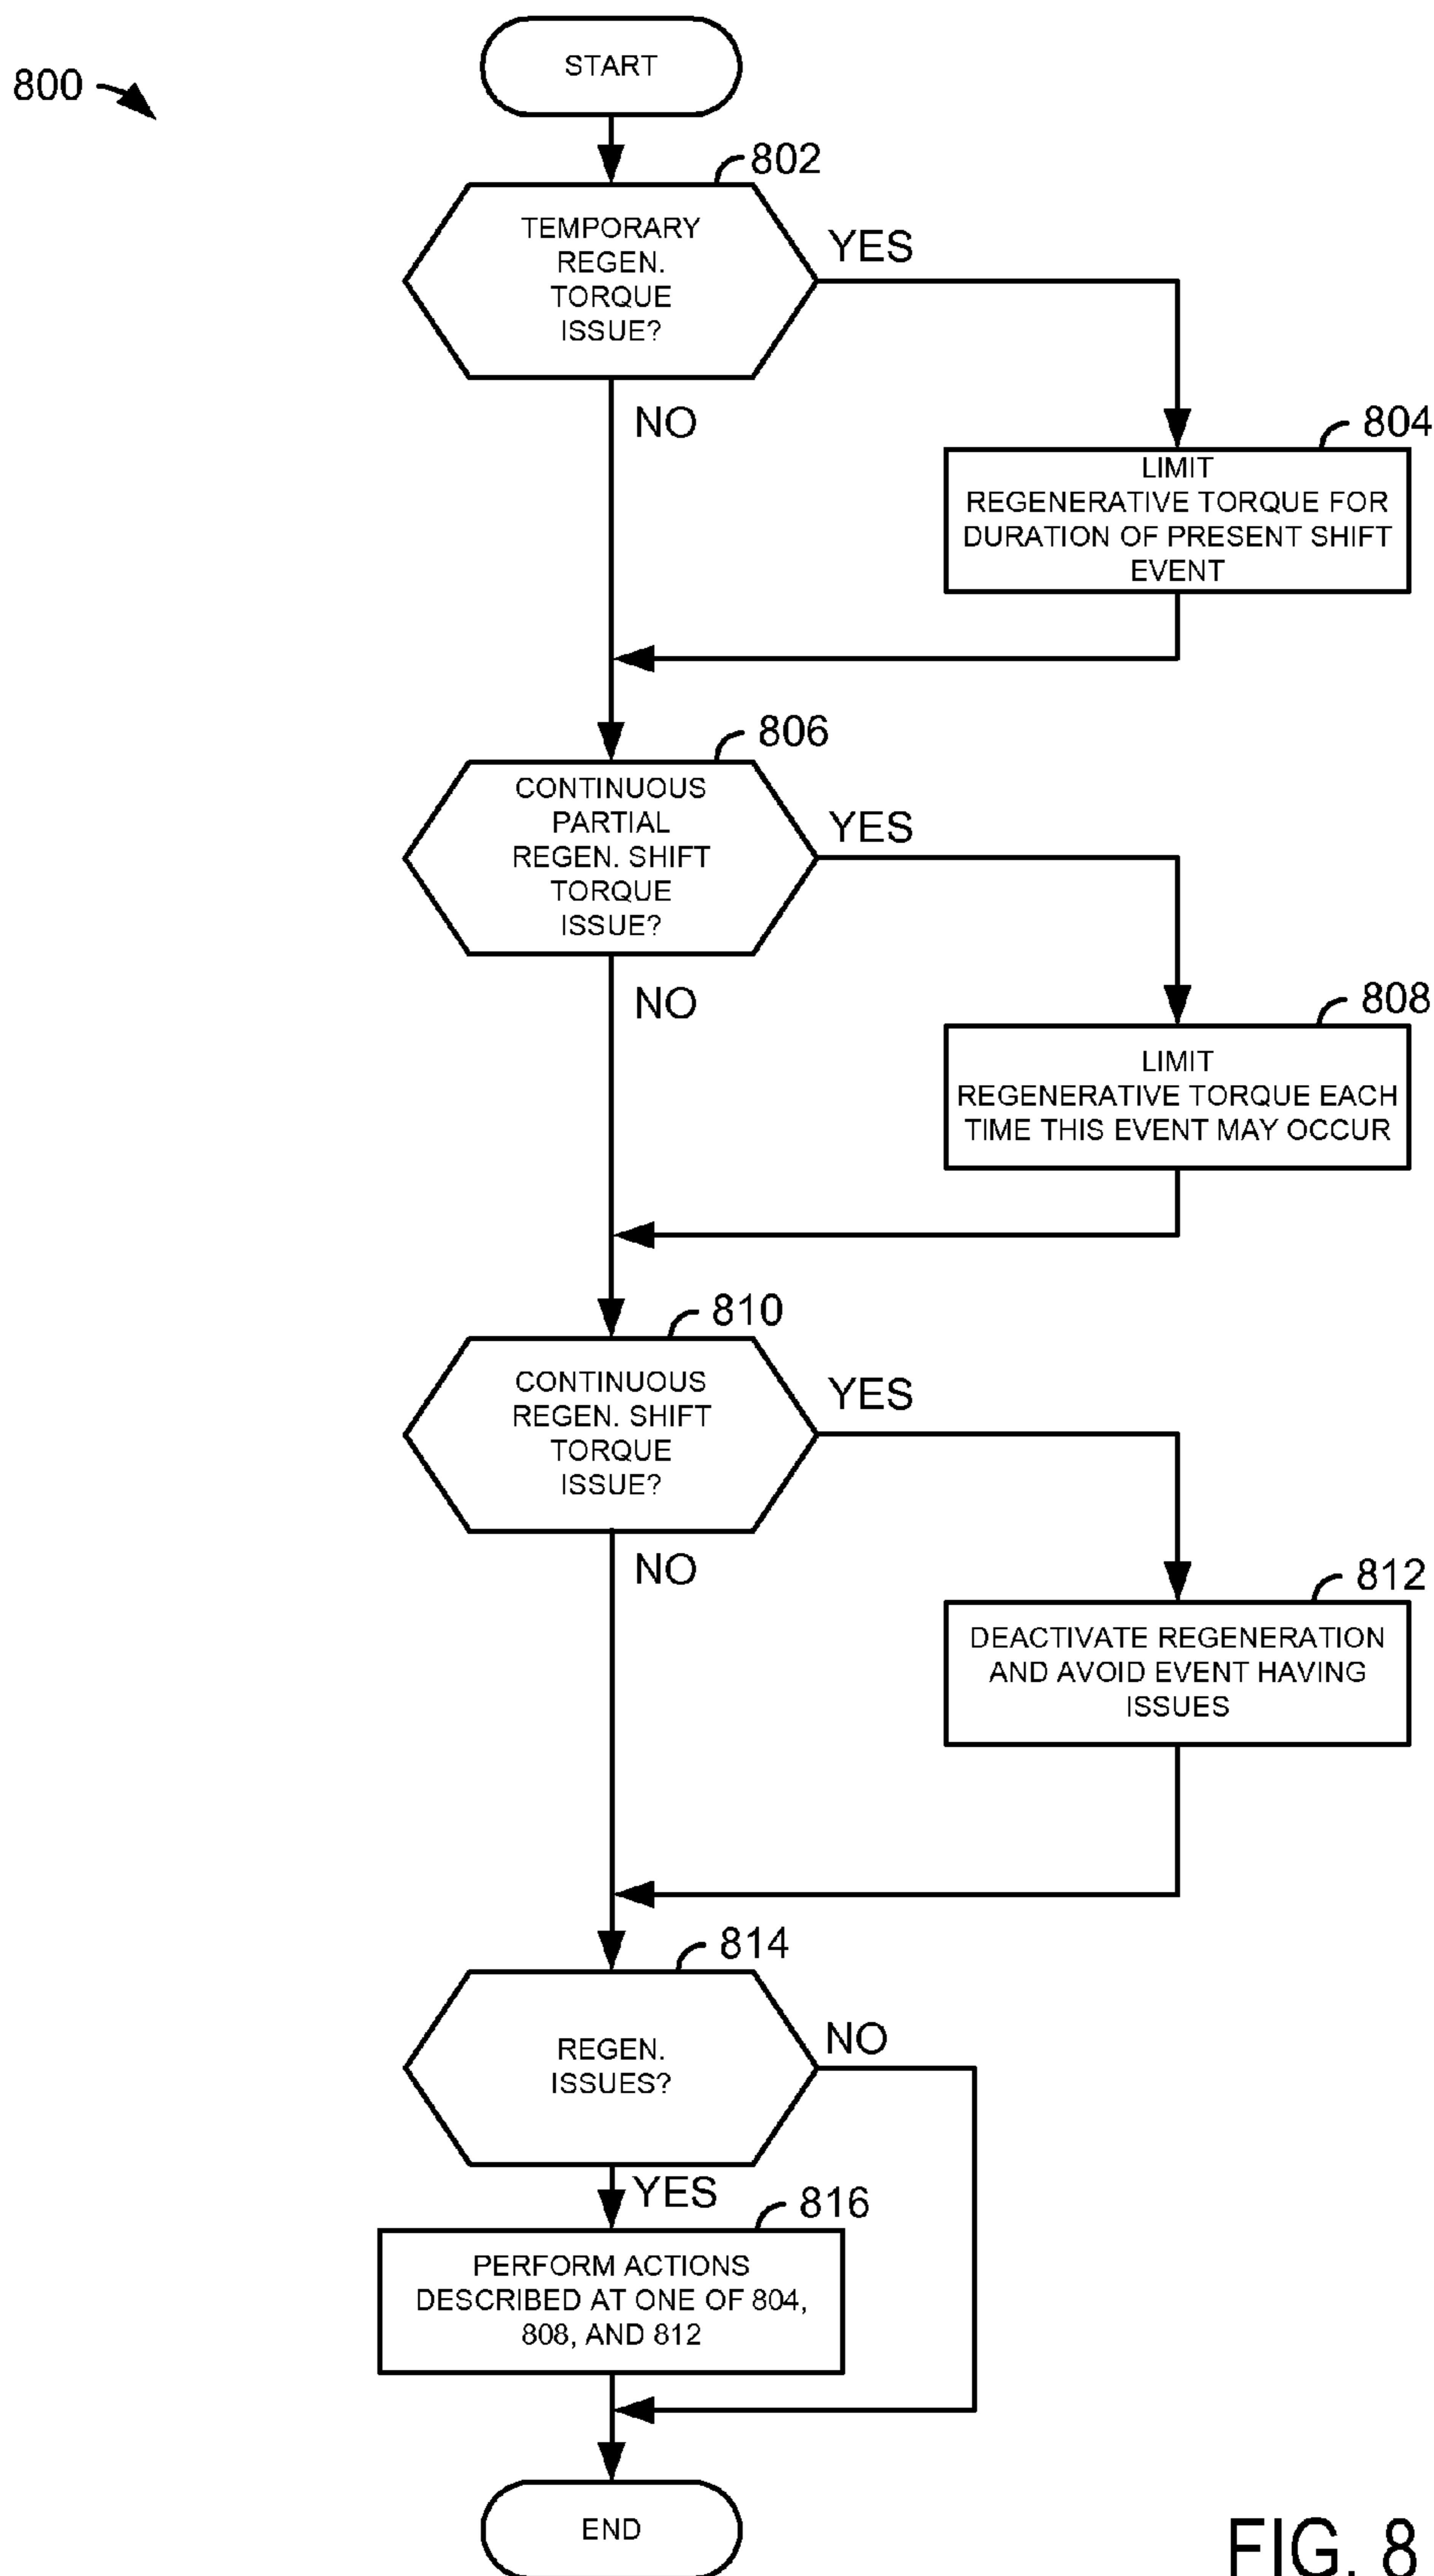 800
START
802
TEMPORARY
REGEN.
TORQUE
ISSUE?
YES
NO
804
LIMIT
REGENERATIVE TORQUE FOR
DURATION OF PRESENT SHIFT
EVENT
806
CONTINUOUS
PARTIAL
REGEN. SHIFT
TORQUE
ISSUE?
YES
NO
808
LIMIT
REGENERATIVE TORQUE EACH
TIME THIS EVENT MAY OCCUR
810
CONTINUOUS
REGEN. SHIFT
TORQUE
ISSUE?
YES
NO
812
DEACTIVATE REGENERATION
AND AVOID EVENT HAVING
ISSUES
814
REGEN.
ISSUES?
NO
YES
816
PERFORM ACTIONS
DESCRIBED AT ONE OF 804,
808, AND 812
END
FIG. 8